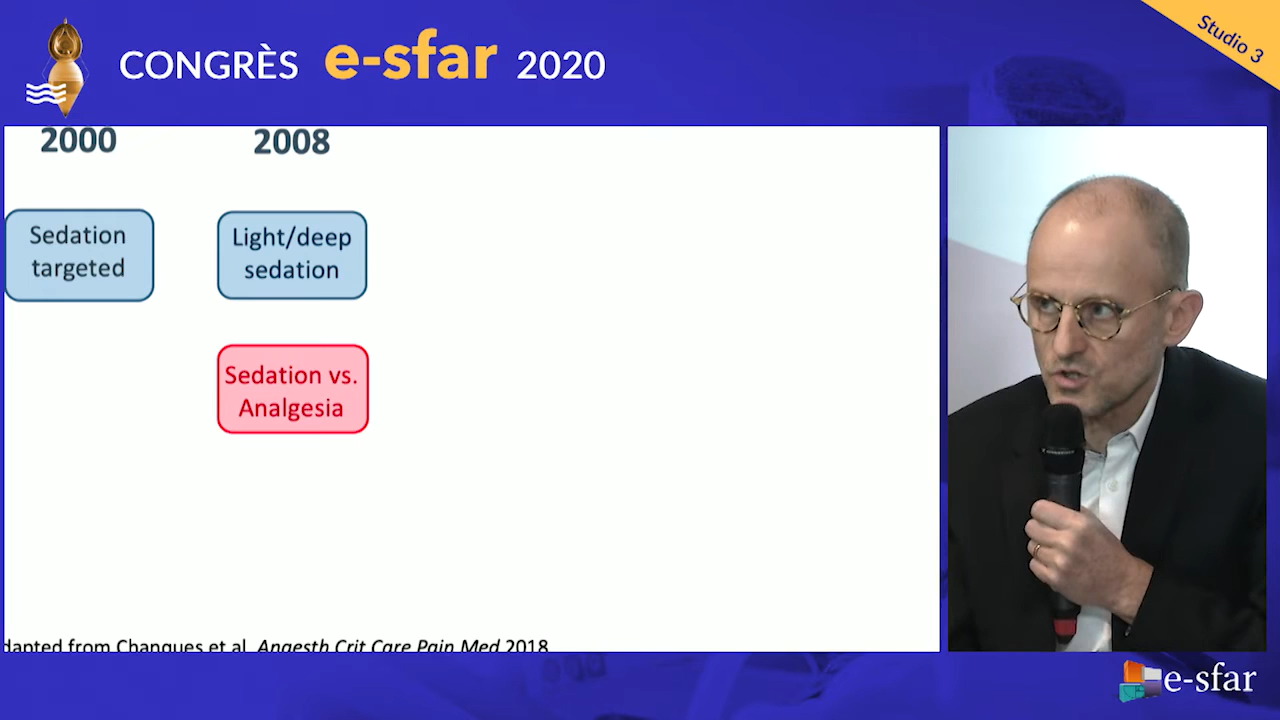 CONGRÈS e-sfar 2020
Studio 3
2000
2008
Sedation
targeted
Light/deep
sedation
Sedation vs.
Analgesia
dapted from Chanques et al. Anaesth Crit Care Pain Med 2018
e-sfar